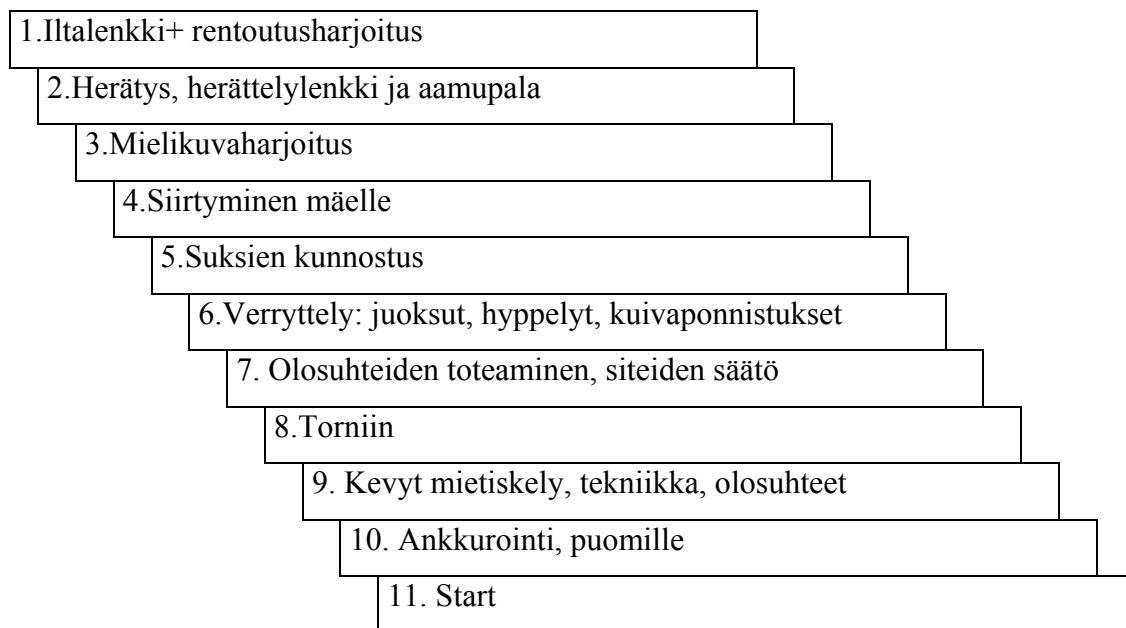 1.Iltalenkki+ rentoutusharjoitus
2.Herätys, herättelylenkki ja aamupala
3.Mielikuvaharjoitus
4.Siirtyminen mäelle
5.Suksien kunnostus
6.Verryttely: juoksut, hyppelyt, kuivaponnistukset
7. Olosuhteiden toteaminen, siteiden säätö
8.Torniin
9. Kevyt mietiskely, tekniikka, olosuhteet
10. Ankkurointi, puomille
11. Start